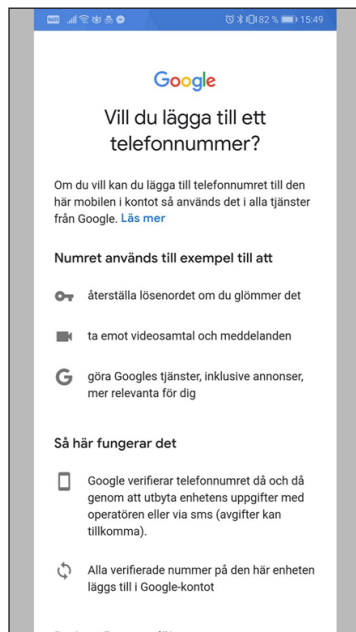 82 % 15:49
Google
Vill du lägga till ett
telefonnummer?
Om du vill kan du lägga till telefonnumret till den
här mobilen i kontot så används det i alla tjänster
från Google. Läs mer
Numret används till exempel till att
återställa lösenordet om du glömmer det
ta emot videosamtal och meddelanden
G göra Googles tjänster, inklusive annonser,
mer relevanta för dig
Så här fungerar det
Google verifierar telefonnumret då och då
genom att utbyta enhetens uppgifter med
operatören eller via sms (avgifter kan
tillkomma).
Alla verifierade nummer på den här enheten
läggs till i Google-kontot